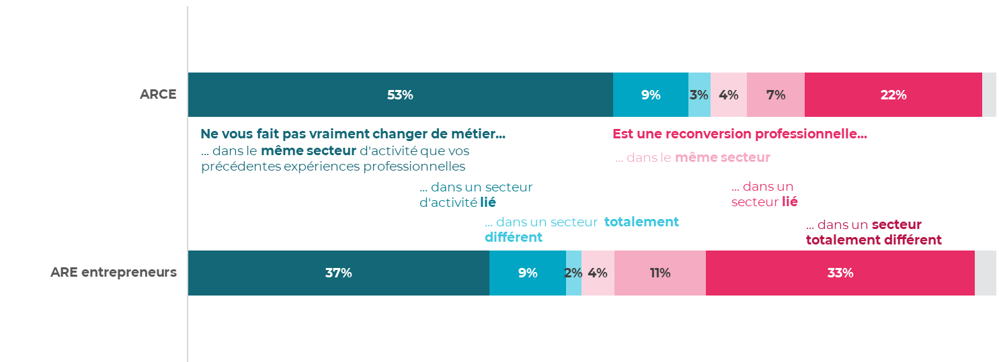 ARCE
53%
9%
3%
4%
7%
22%
Ne vous fait pas vraiment changer de métier...
... dans le même secteur d'activité que vos
précédentes expériences professionnelles
... dans un secteur
d'activité lié
... dans un secteur totalement
différent
Est une reconversion professionnelle...
... dans le même secteur
... dans un
secteur lié
... dans un secteur
totalement différent
ARE entrepreneurs
37%
9%
2%
4%
11%
33%